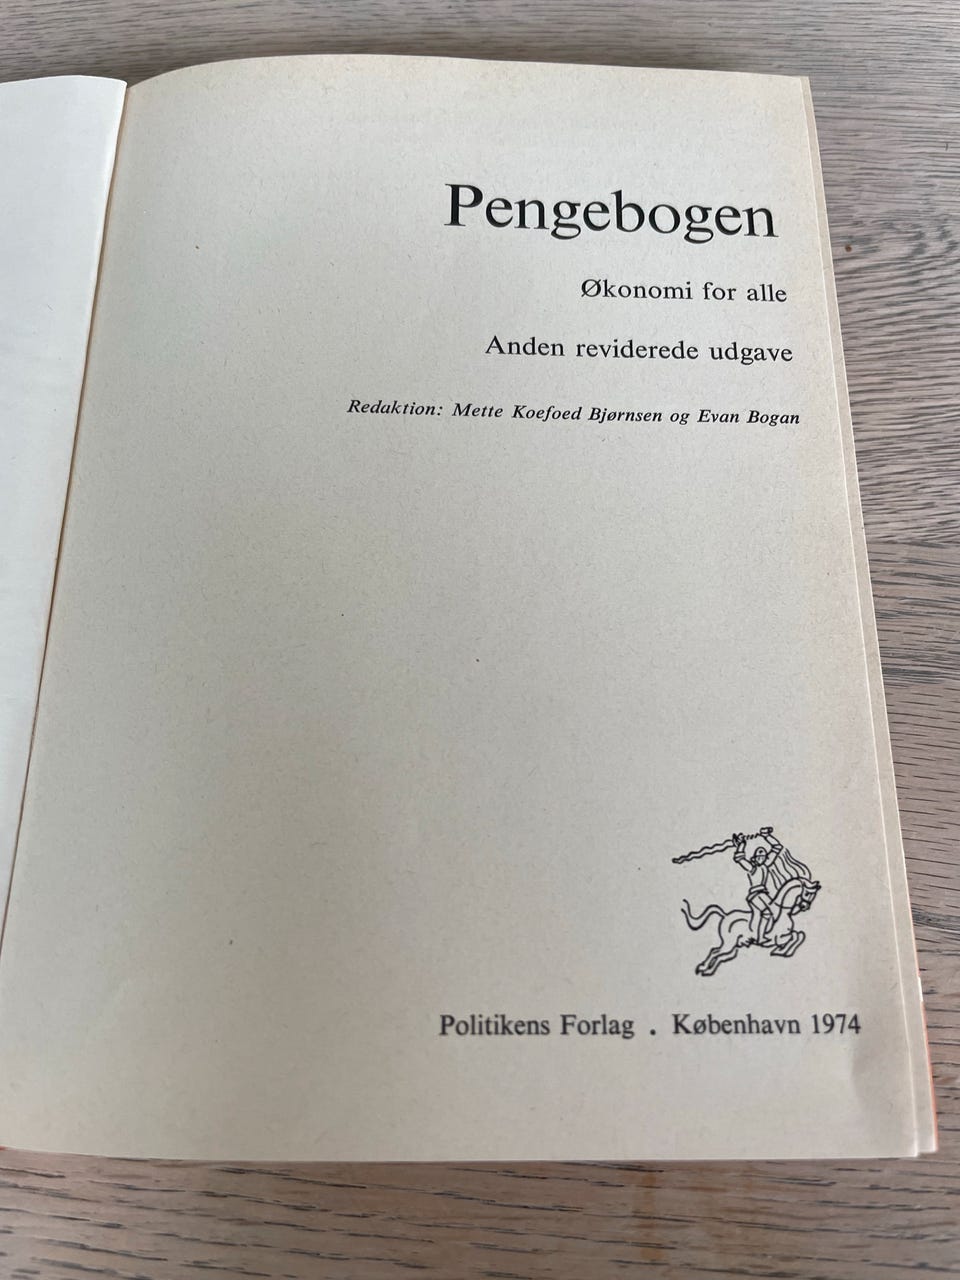 Pengebogen
Økonomi for alle
Anden reviderede udgave
Redaktion: Mette Koefoed Bjørnsen og Evan Bogan
Politikens Forlag . København 1974